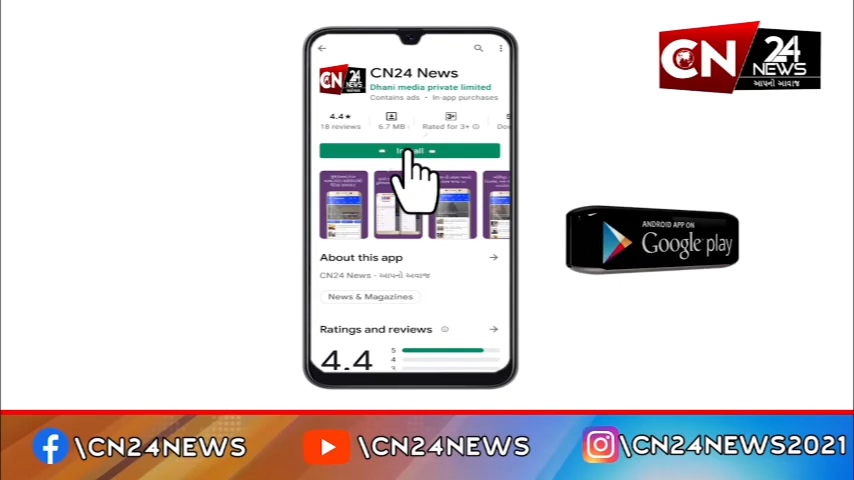 CN 24 NEWS
આપનો અવાજ
CN24 News
Dhani media private limited
Contains ads • In-app purchases
4.4★
18 reviews
6.7 MB
3+
Rated for 3+
About this app
CN24 News - આપનો અવાજ
News & Magazines
Ratings and reviews
4.4
5
4
3
ANDROID APP ON
Google play
\CN24NEWS
\CN24NEWS
\CN24NEWS2021